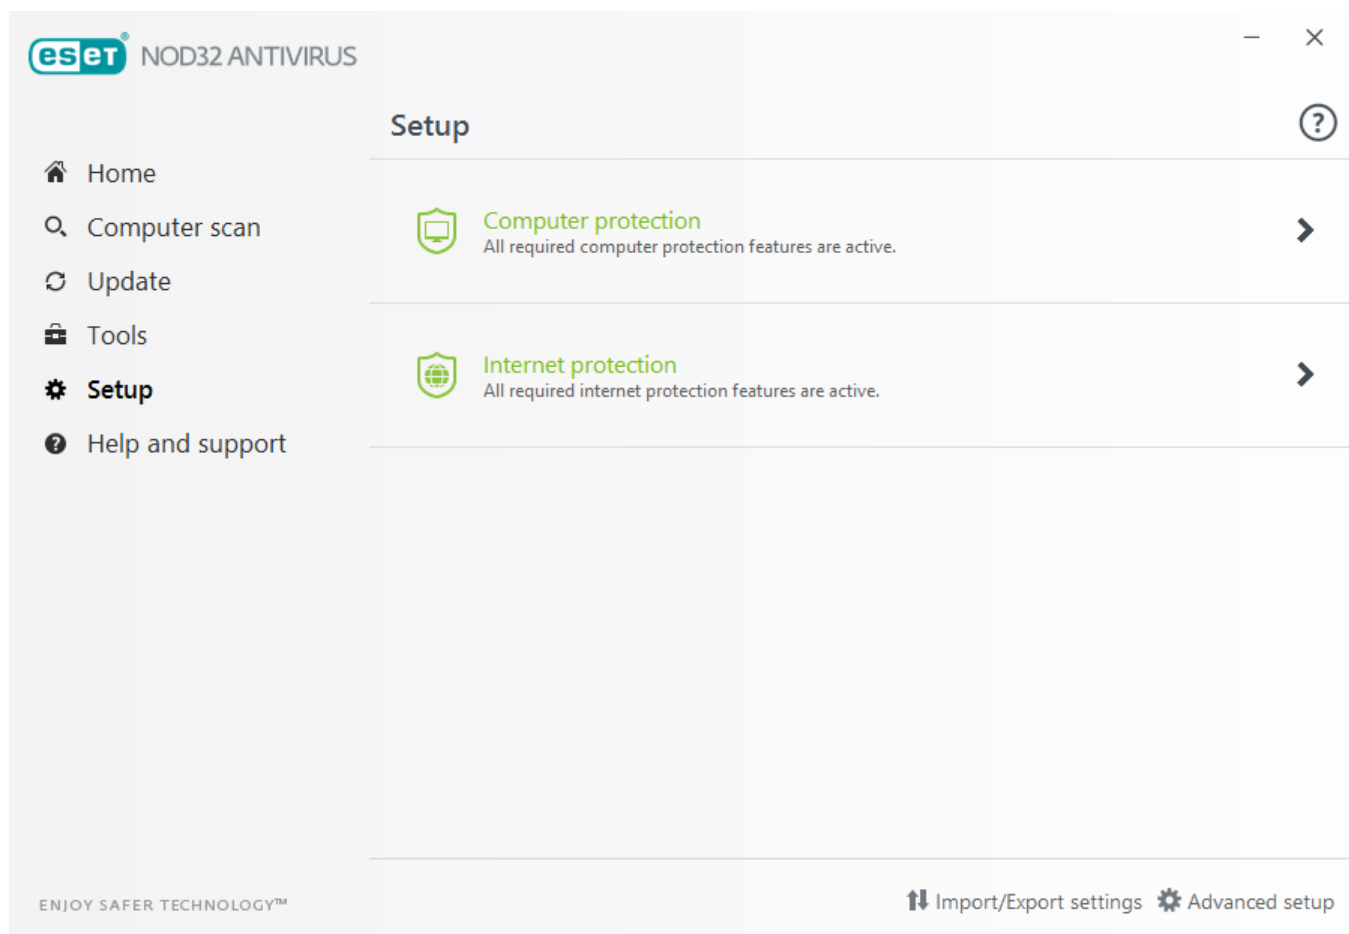 eset® NOD32 ANTIVIRUS
Setup
?
Home
Computer scan
Update
Tools
Setup
Help and support
Computer protection
All required computer protection features are active.
Internet protection
All required internet protection features are active.
ENJOY SAFER TECHNOLOGY™
Import/Export settings
Advanced setup